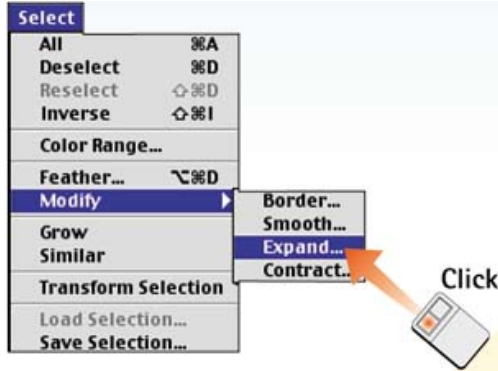 Select
All ⌘A
Deselect ⌘D
Reselect ⇧⌘D
Inverse ⇧⌘I
Color Range...
Feather... ⌥⌘D
Modify
Grow
Similar
Transform Selection
Load Selection...
Save Selection...
Border...
Smooth...
Expand...
Contract...
Click